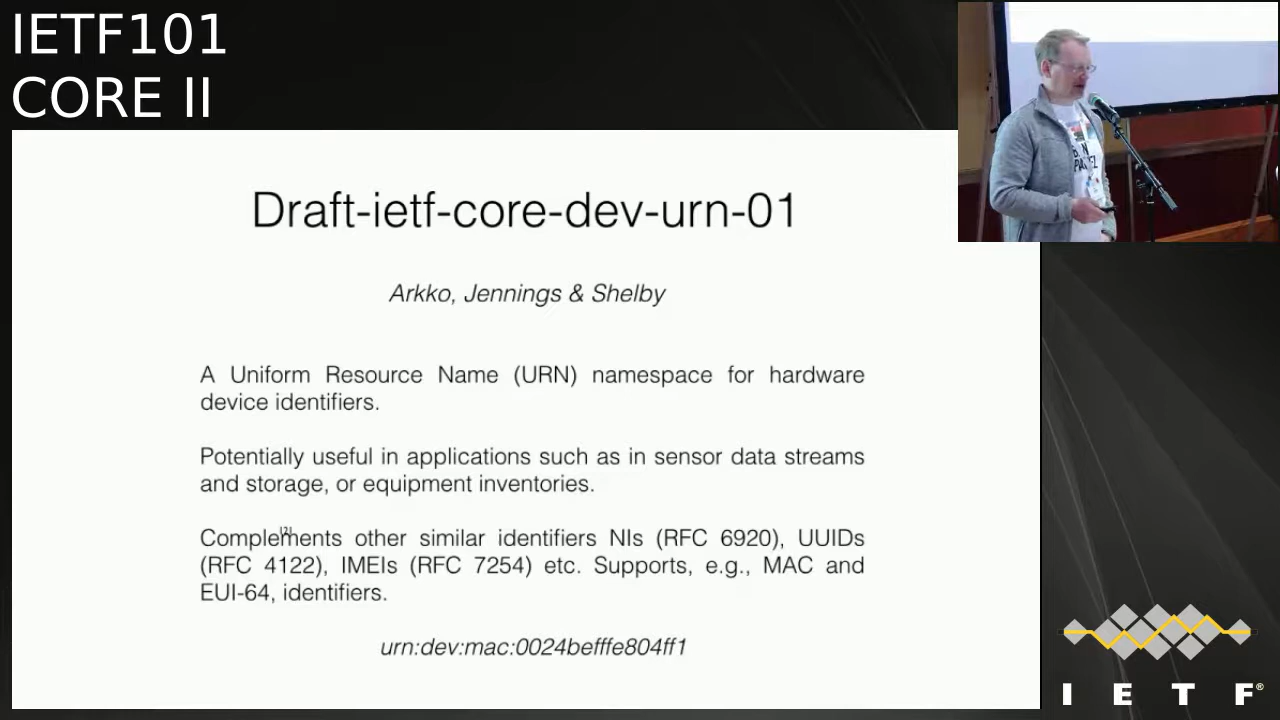 IETF101
CORE II
Draft-ietf-core-dev-urn-01
Arkko, Jennings & Shelby
A Uniform Resource Name (URN) namespace for hardware
device identifiers.
Potentially useful in applications such as in sensor data streams
and storage, or equipment inventories.
Complements other similar identifiers NIs (RFC 6920), UUIDs
(RFC 4122), IMEIs (RFC 7254) etc. Supports, e.g., MAC and
EUI-64, identifiers.
urn:dev:mac:0024befffe804ff1
I E T F®